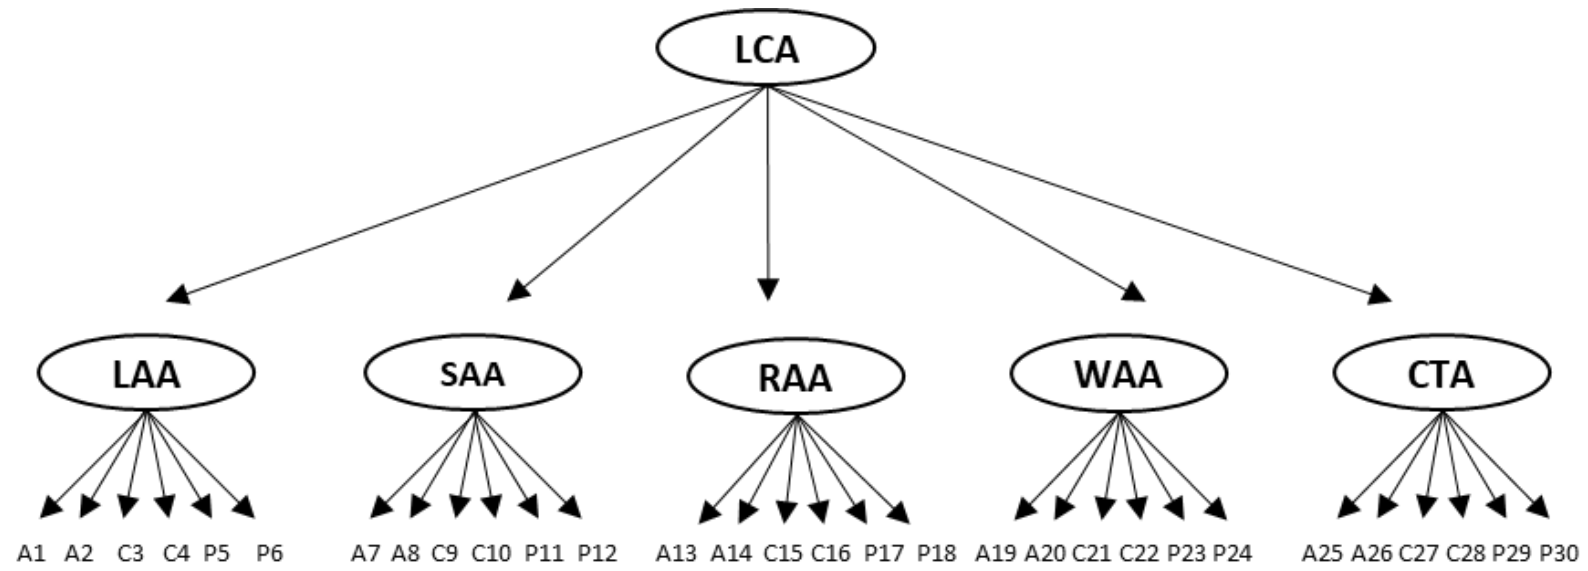 LCA
LAA SAA RAA WAA CTA
A1 A2 C3 C4 P5 P6 A7 A8 C9 C10 P11 P12 A13 A14 C15 C16 P17 P18 A19 A20 C21 C22 P23 P24 A25 A26 C27 C28 P29 P30